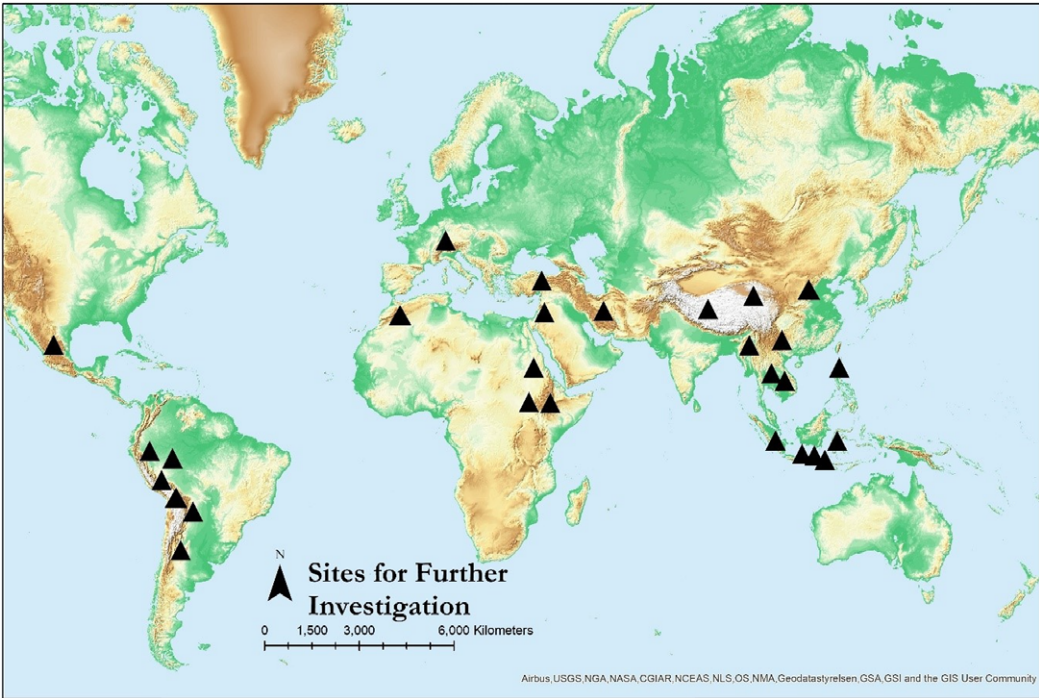 N
Sites for Further
Investigation
0 1,500 3,000 6,000 Kilometers
Airbus,USGS,NGA,NASA,CGIAR,NCEAS,NLS,OS,NMA,Geodatastyrelsen,GSA,GSI and the GIS User Community